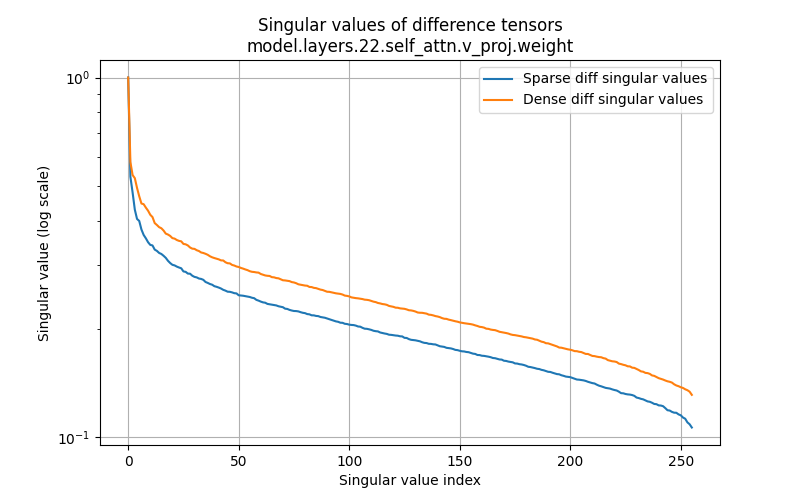 Singular values of difference tensors
model.layers.22.self_attn.v_proj.weight
Sparse diff singular values
Dense diff singular values
Singular value (log scale)
10⁰
10⁻¹
0 50 100 150 200 250
Singular value index